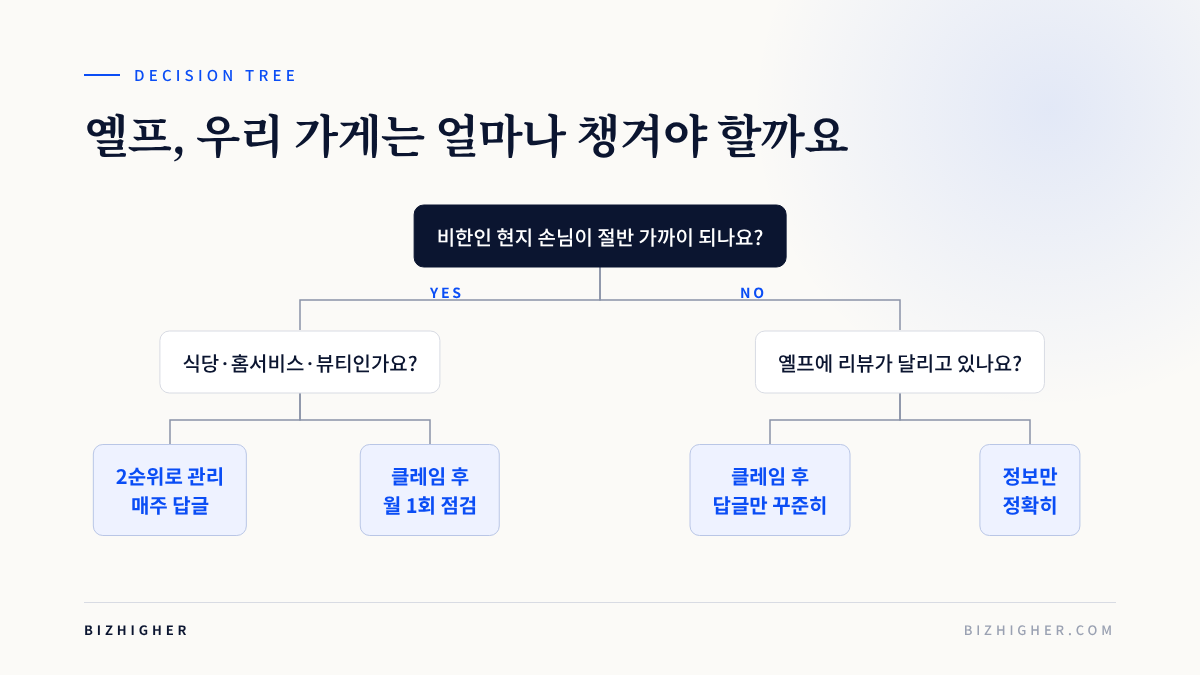 DECISION TREE
옐프, 우리 가게는 얼마나 챙겨야 할까요
비한인 현지 손님이 절반 가까이 되나요?
YES
NO
식당·홈서비스·뷰티인가요?
옐프에 리뷰가 달리고 있나요?
2순위로 관리
매주 답글
클레임 후
월 1회 점검
클레임 후
답글만 꾸준히
정보만
정확히
BIZHIGHER
BIZHIGHER.COM